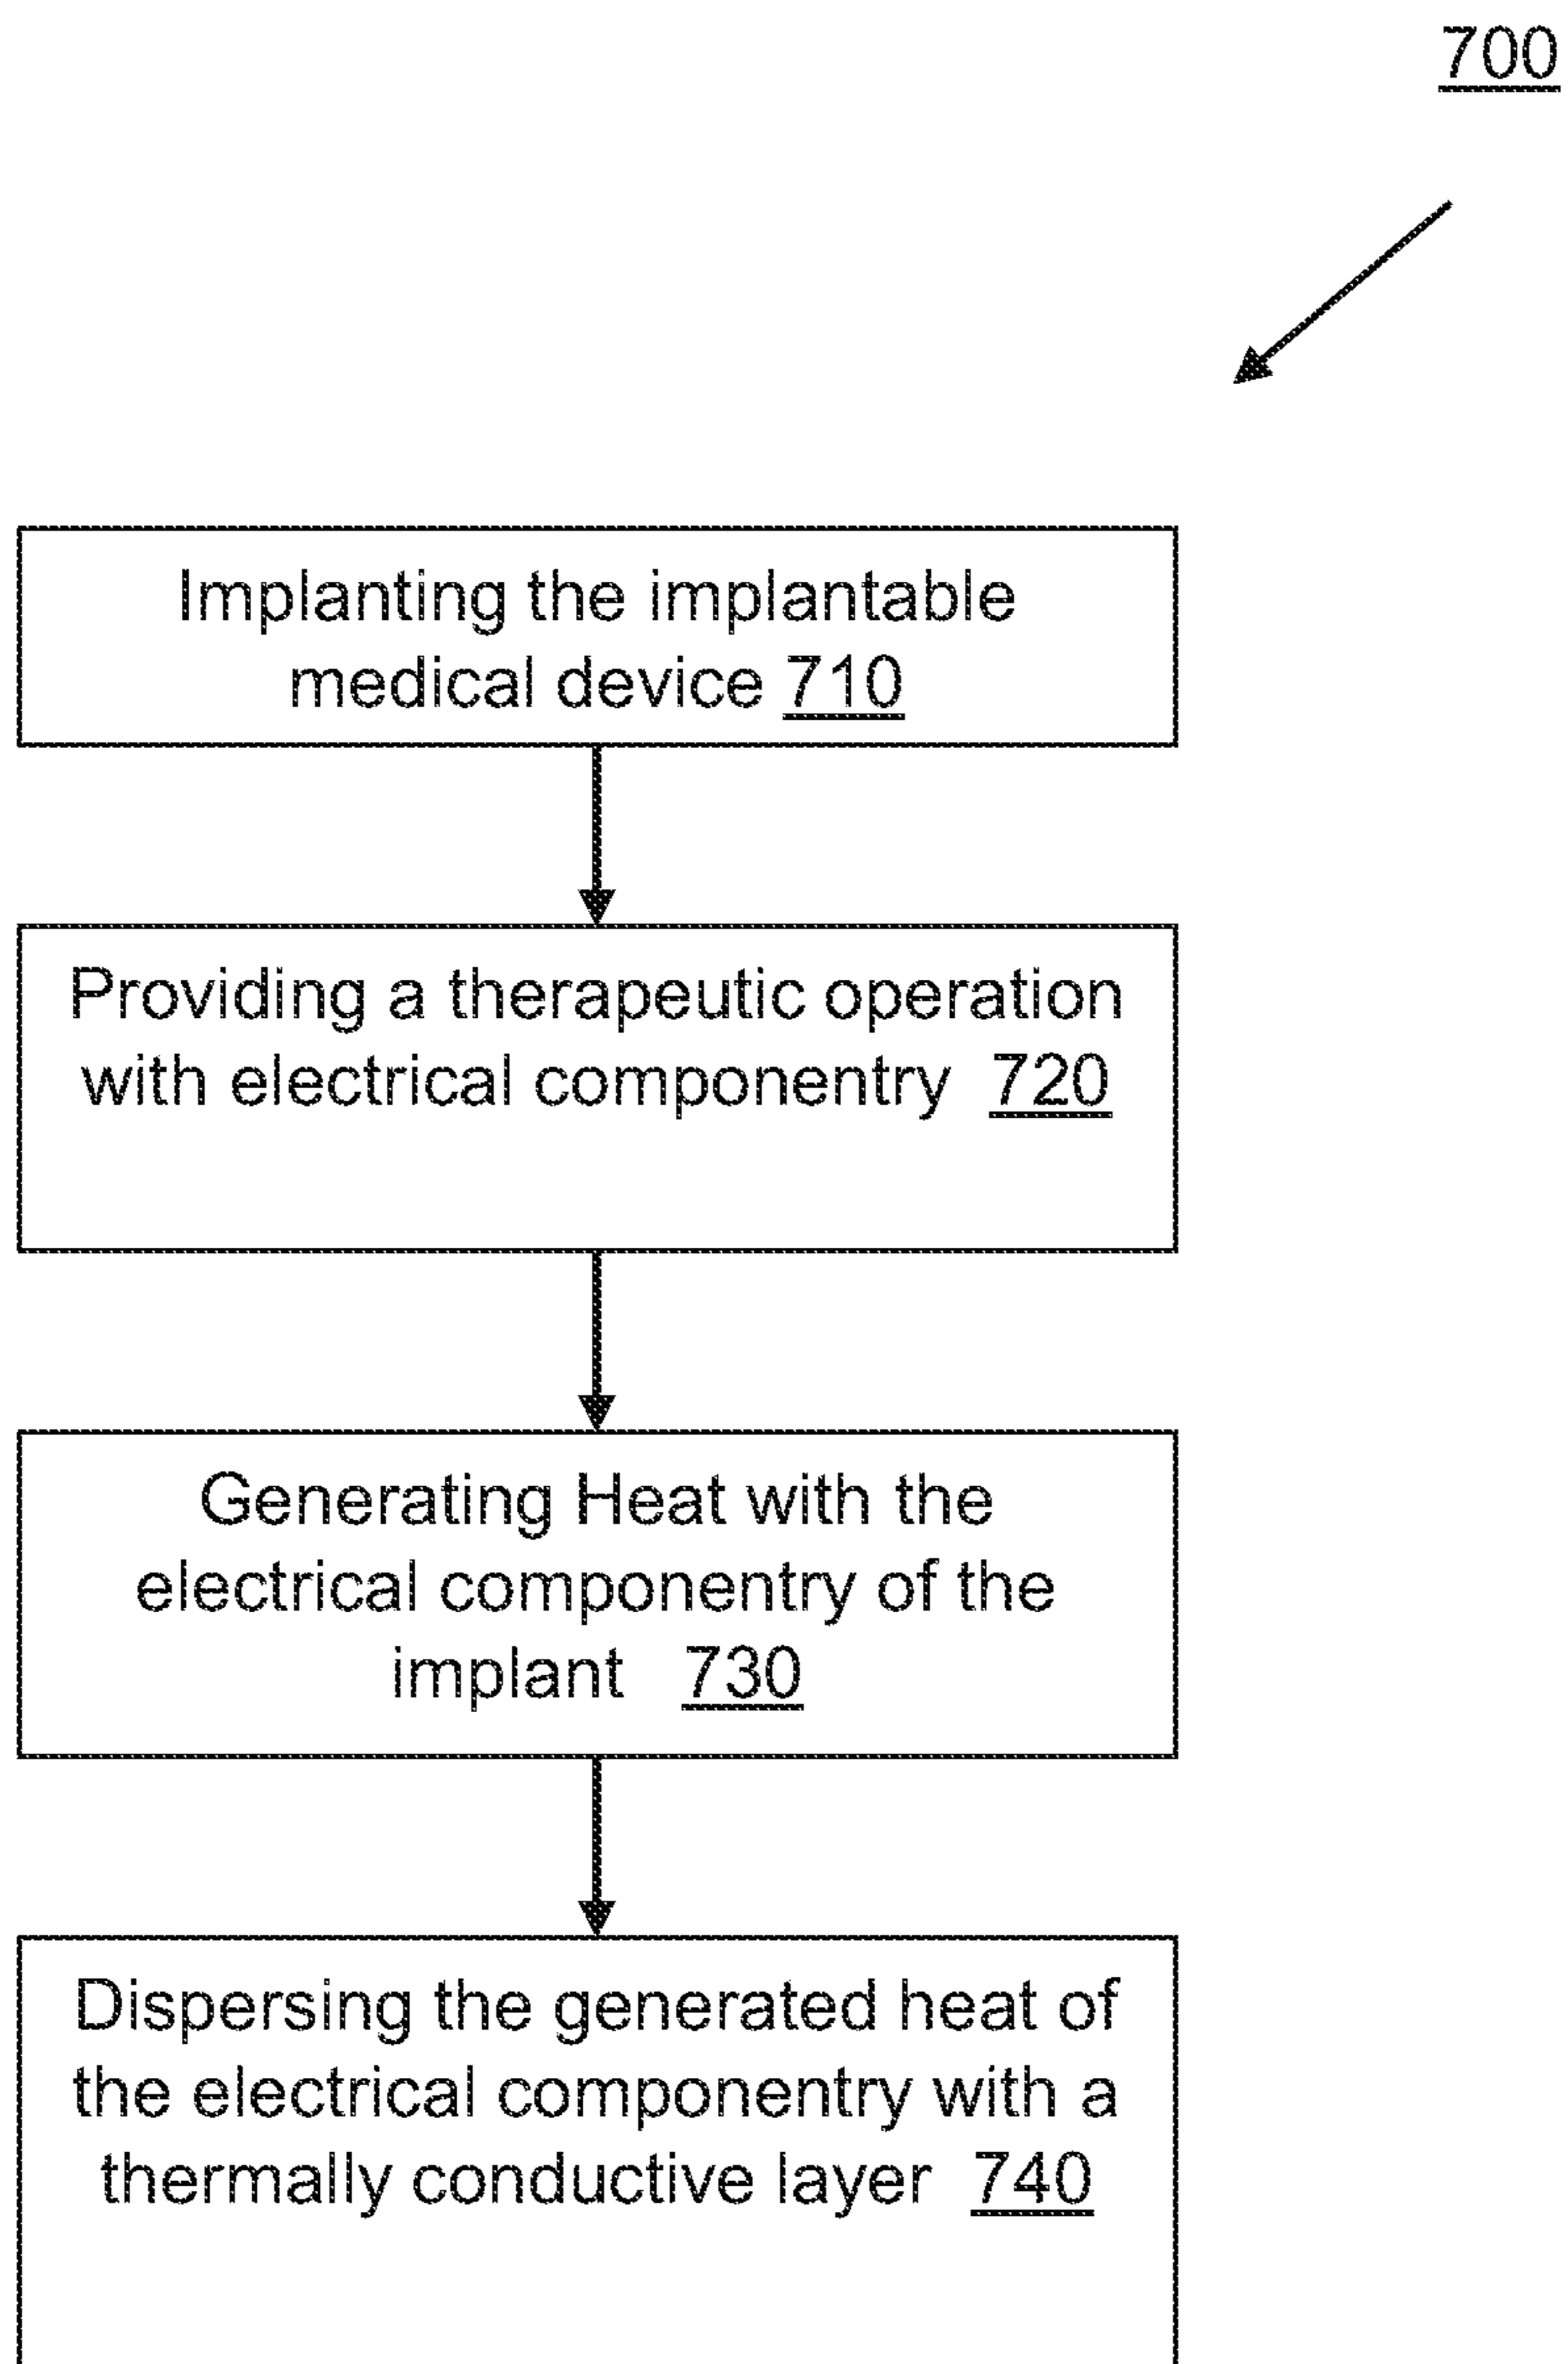 700
Implanting the implantable
medical device 710
Providing a therapeutic operation
with electrical componentry 720
Generating Heat with the
electrical componentry of the
implant 730
Dispersing the generated heat of
the electrical componentry with a
thermally conductive layer 740